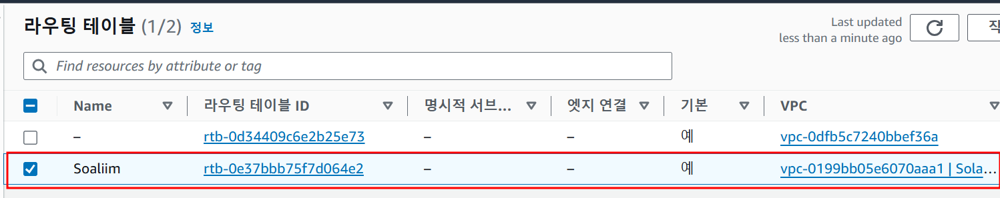 라우팅 테이블 (1/2) 정보
Last updated
less than a minute ago
Find resources by attribute or tag
Name 라우팅 테이블 ID 명시적 서브... 엣지 연결 기본 VPC
– rtb-0d34409c6e2b25e73 – – 예 vpc-0dfb5c7240bbef36a
Soaliim rtb-0e37bbb75f7d064e2 – – 예 vpc-0199bb05e6070aaa1 | Sola...